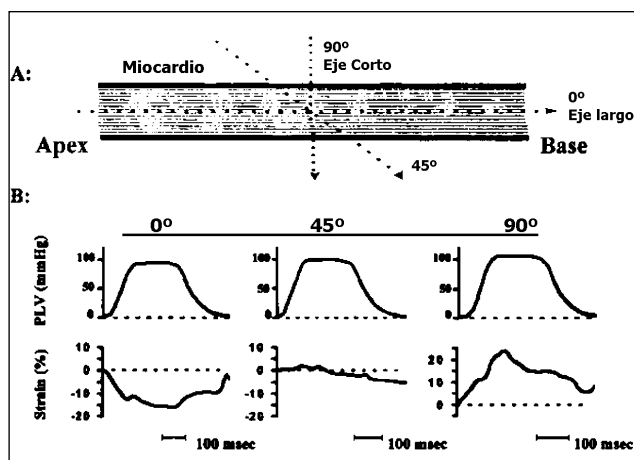 A:
90º
Eje Corto
Miocardio
0º
Eje largo
Apex
Base
45º
B:
0º
45º
90º
PLV (mmHg)
100
50
0
100
50
0
100
50
0
Strain (%)
10
0
-10
-20
10
0
-10
-20
20
10
0
100 msec
100 msec
100 msec